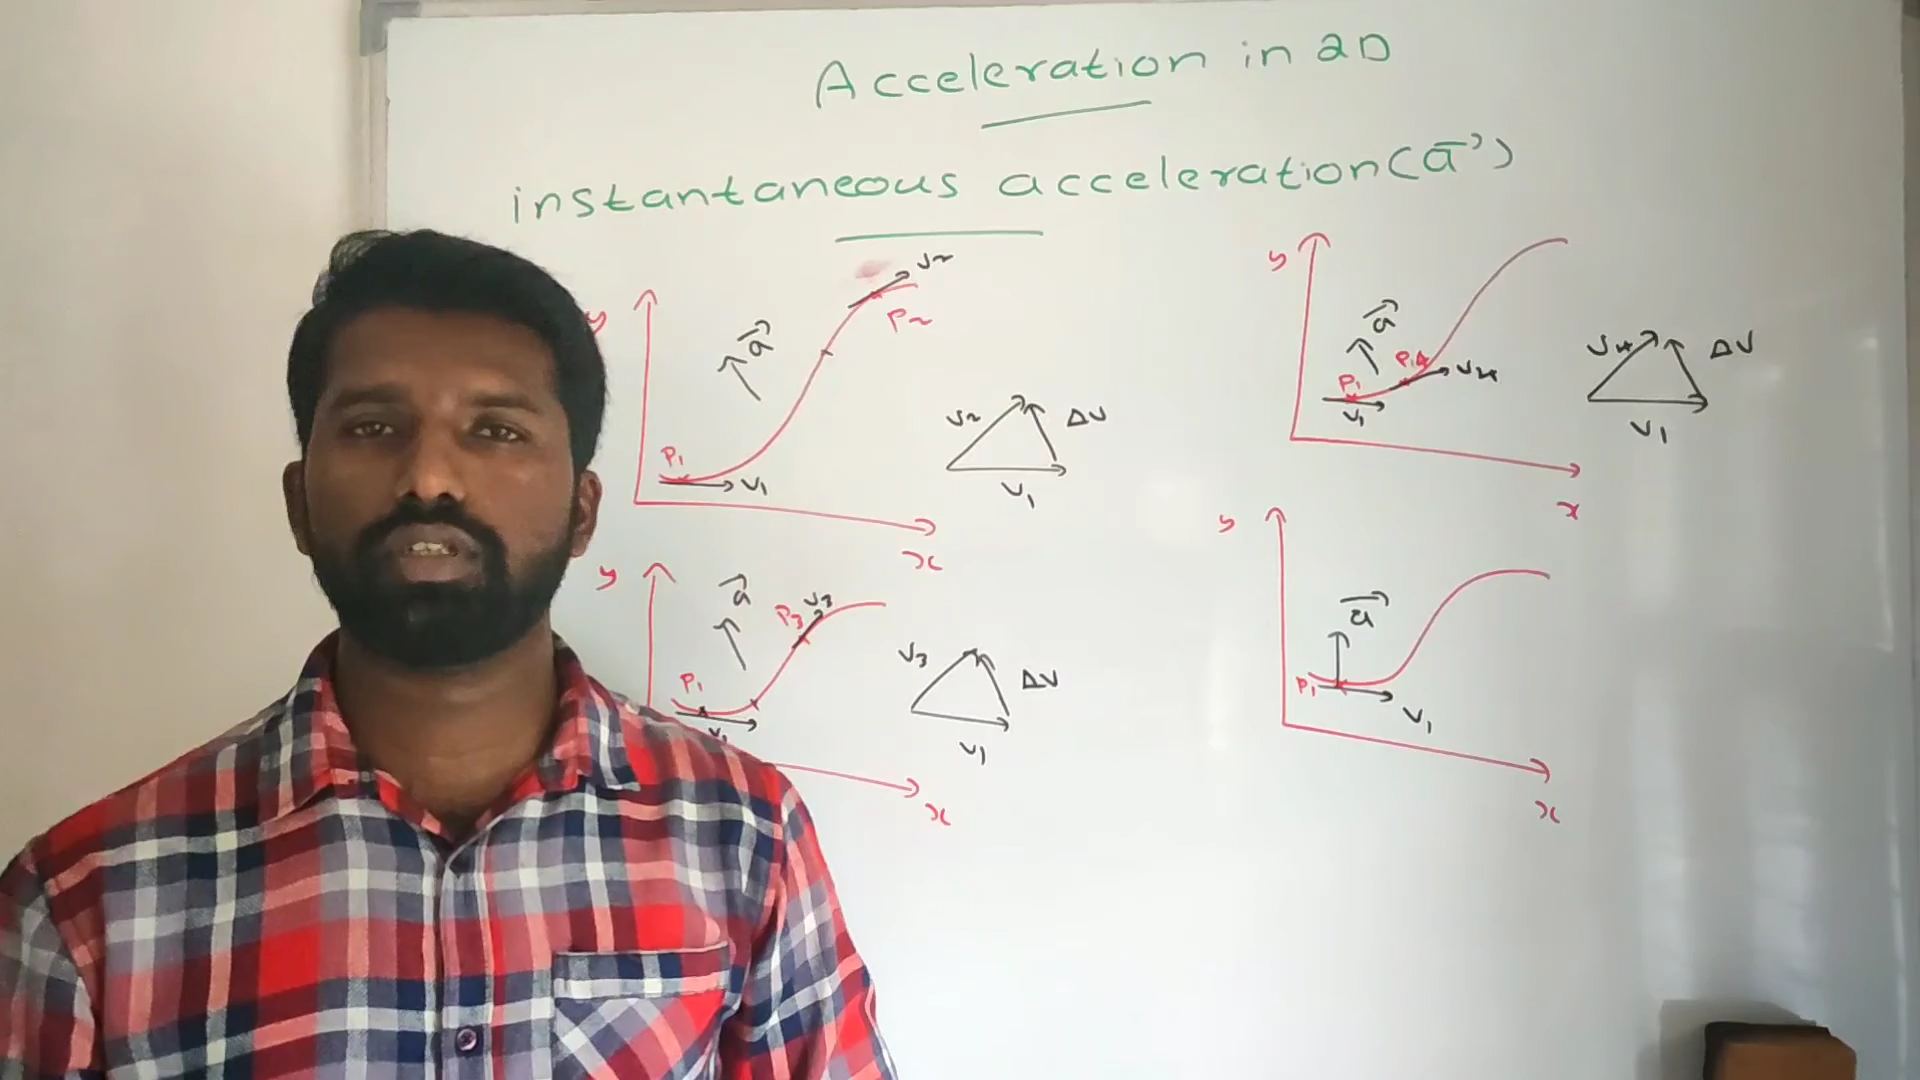 Acceleration in 2D
instantaneous acceleration (a⃗)
y
a⃗
V2
P2
P1
V1
x
V2
ΔV
V1
y
a⃗
P1
P4
V1
V4
x
V4
ΔV
V1
y
a⃗
P3
V3
P1
V1
x
V3
ΔV
V1
y
a⃗
P1
V1
x